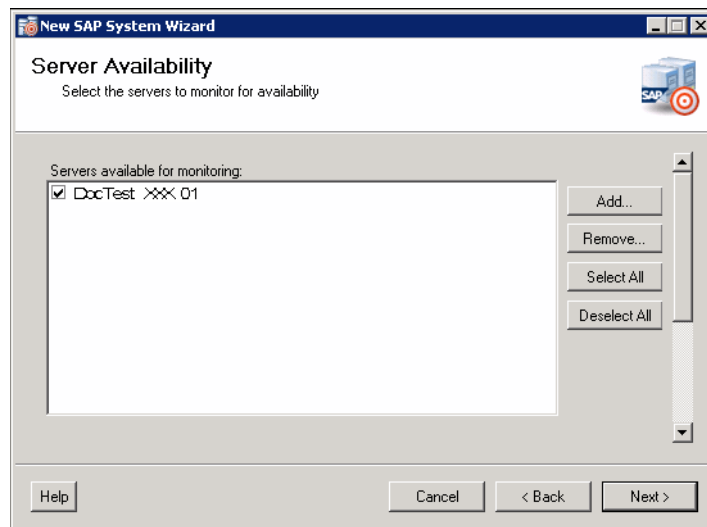 New SAP System Wizard
Server Availability
Select the servers to monitor for availability
SAP
Servers available for monitoring:
DocTest XXX 01
Add...
Remove...
Select All
Deselect All
Help
Cancel
< Back
Next >